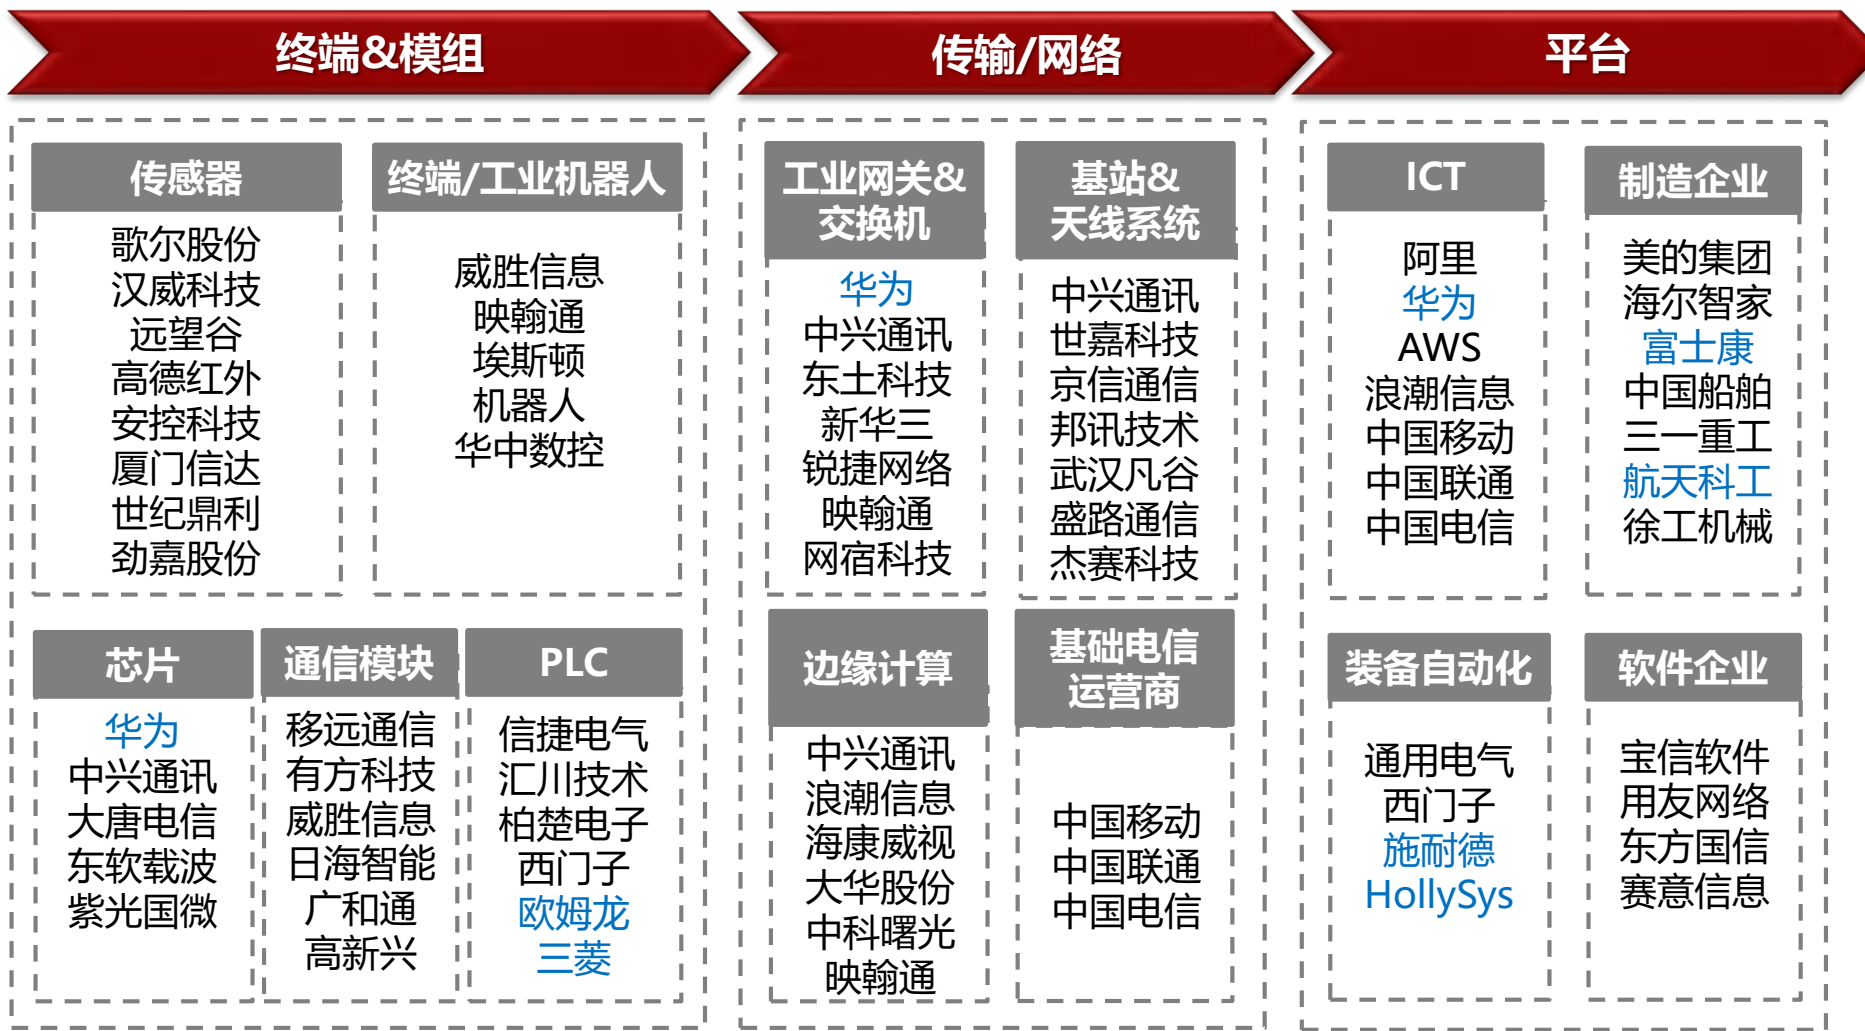 终端&模组
传输/网络
平台
传感器
歌尔股份
汉威科技
远望谷
高德红外
安控科技
厦门信达
世纪鼎利
劲嘉股份
终端/工业机器人
威胜信息
映翰通
埃斯顿
机器人
华中数控
芯片
华为
中兴通讯
大唐电信
东软载波
紫光国微
通信模块
移远通信
有方科技
威胜信息
日海智能
广和通
高新兴
PLC
信捷电气
汇川技术
柏楚电子
西门子
欧姆龙
三菱
工业网关&
交换机
华为
中兴通讯
东土科技
新华三
锐捷网络
映翰通
网宿科技
基站&
天线系统
中兴通讯
世嘉科技
京信通信
邦讯技术
武汉凡谷
盛路通信
杰赛科技
边缘计算
中兴通讯
浪潮信息
海康威视
大华股份
中科曙光
映翰通
基础电信
运营商
中国移动
中国联通
中国电信
ICT
阿里
华为
AWS
浪潮信息
中国移动
中国联通
中国电信
制造企业
美的集团
海尔智家
富士康
中国船舶
三一重工
航天科工
徐工机械
装备自动化
通用电气
西门子
施耐德
HollySys
软件企业
宝信软件
用友网络
东方国信
赛意信息